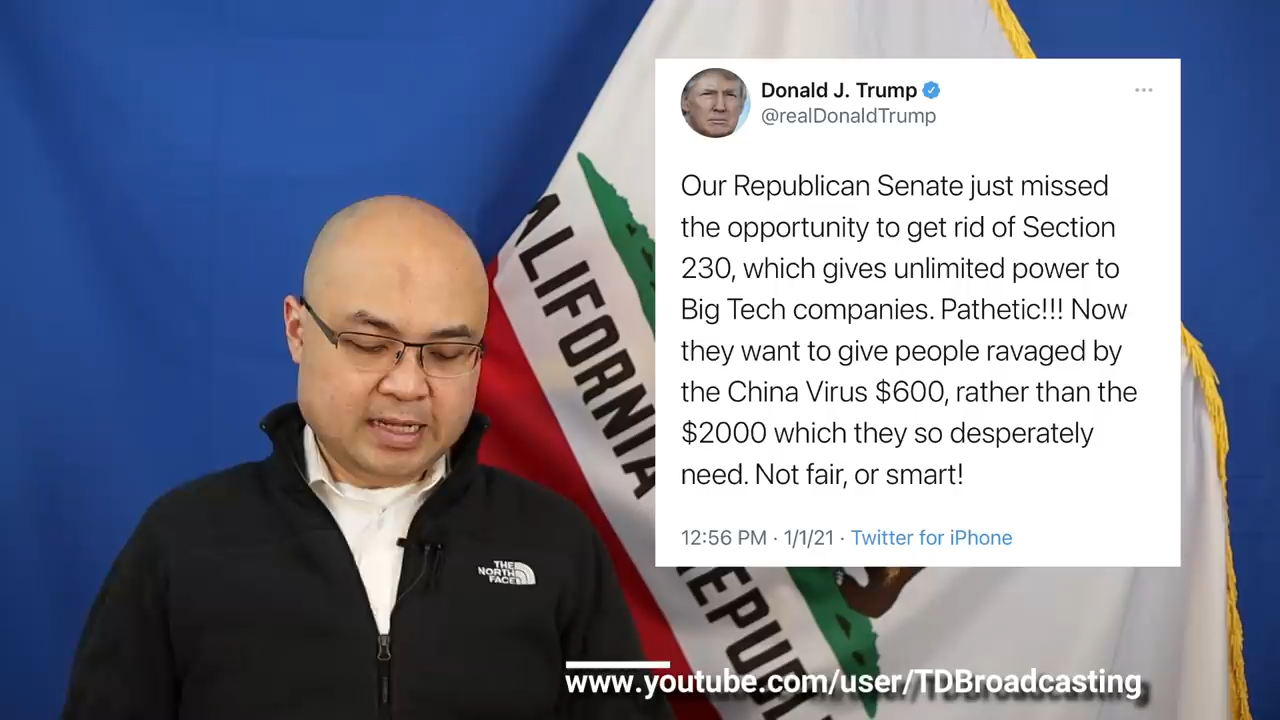 Donald J. Trump
@realDonaldTrump
Our Republican Senate just missed
the opportunity to get rid of Section
230, which gives unlimited power to
Big Tech companies. Pathetic!!! Now
they want to give people ravaged by
the China Virus $600, rather than the
$2000 which they so desperately
need. Not fair, or smart!
12:56 PM · 1/1/21 · Twitter for iPhone
ALIFORNIA
REPUBL
THE
NORTH
FACE
www.youtube.com/user/TDBroadcasting